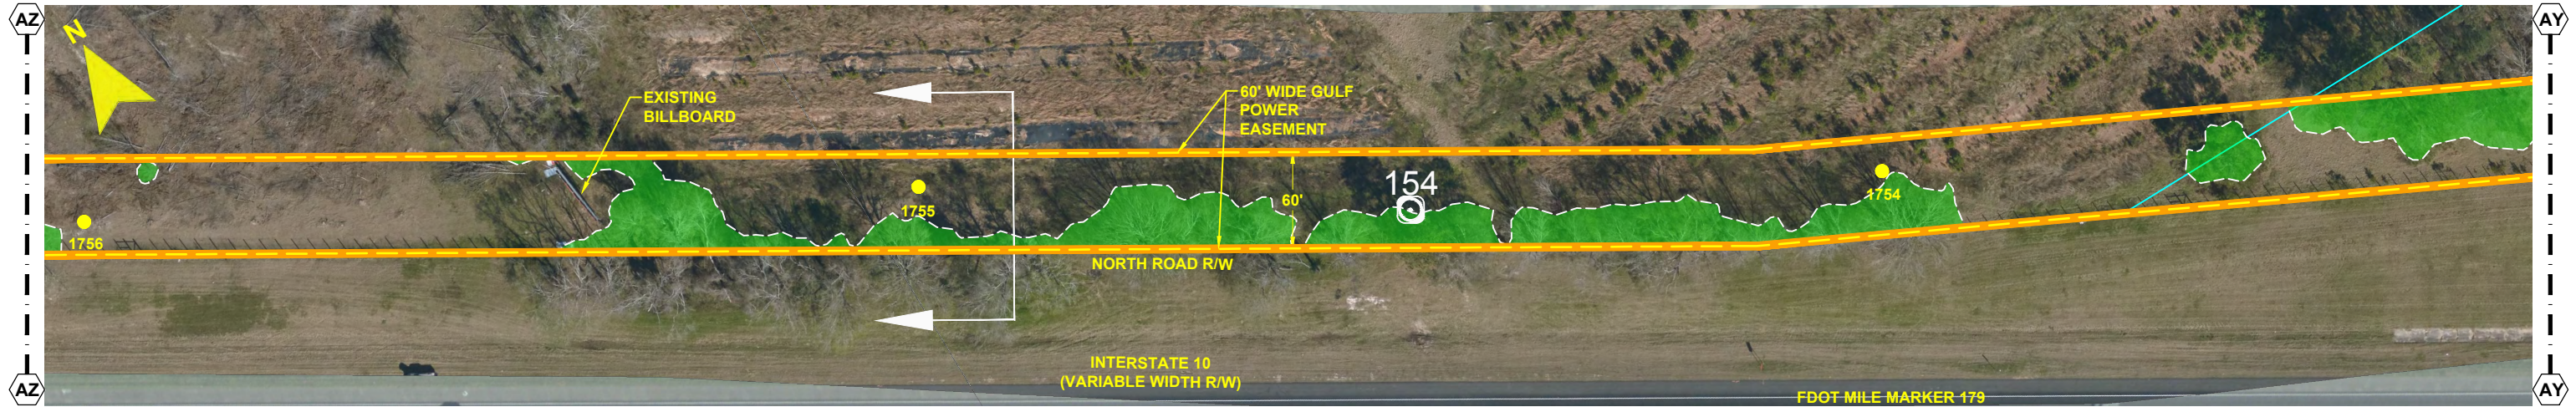 AZ
AY
N
EXISTING
BILLBOARD
60' WIDE GULF
POWER
EASEMENT
154
60'
1756
1755
1754
NORTH ROAD R/W
INTERSTATE 10
(VARIABLE WIDTH R/W)
FDOT MILE MARKER 179
AZ
AY